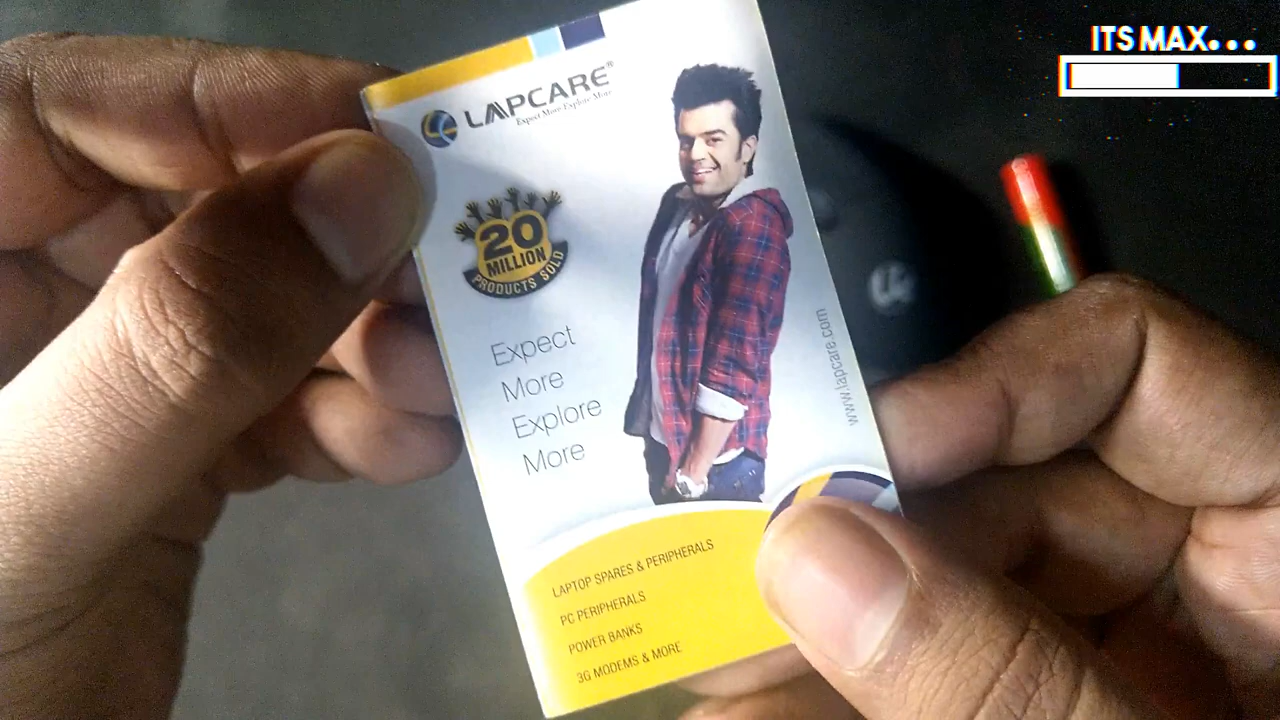 ITS MAX...
LAPCARE®
Expect More Explore More
20
MILLION
PRODUCTS SOLD
Expect
More
Explore
More
www.lapcare.com
LAPTOP SPARES & PERIPHERALS
PC PERIPHERALS
POWER BANKS
3G MODEMS & MORE